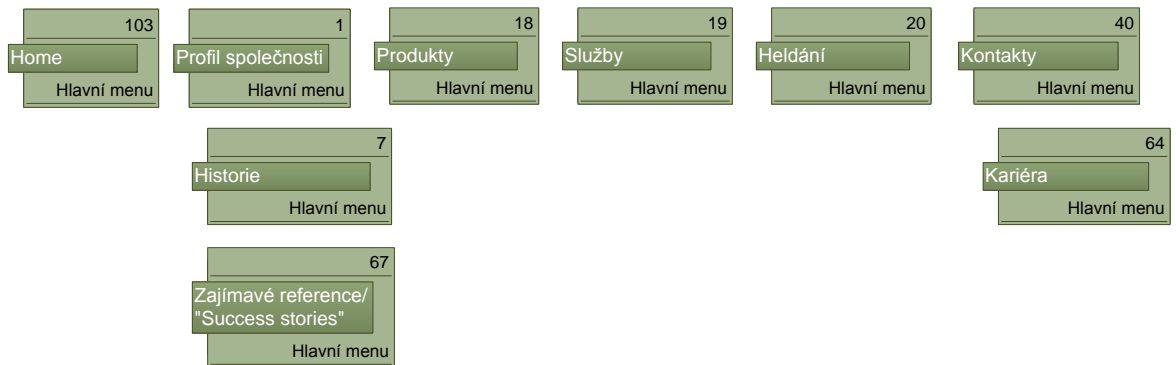 103
Home
Hlavní menu
1
Profil společnosti
Hlavní menu
18
Produkty
Hlavní menu
19
Služby
Hlavní menu
20
Heldání
Hlavní menu
40
Kontakty
Hlavní menu
7
Historie
Hlavní menu
64
Kariéra
Hlavní menu
67
Zajímavé reference/
"Success stories"
Hlavní menu